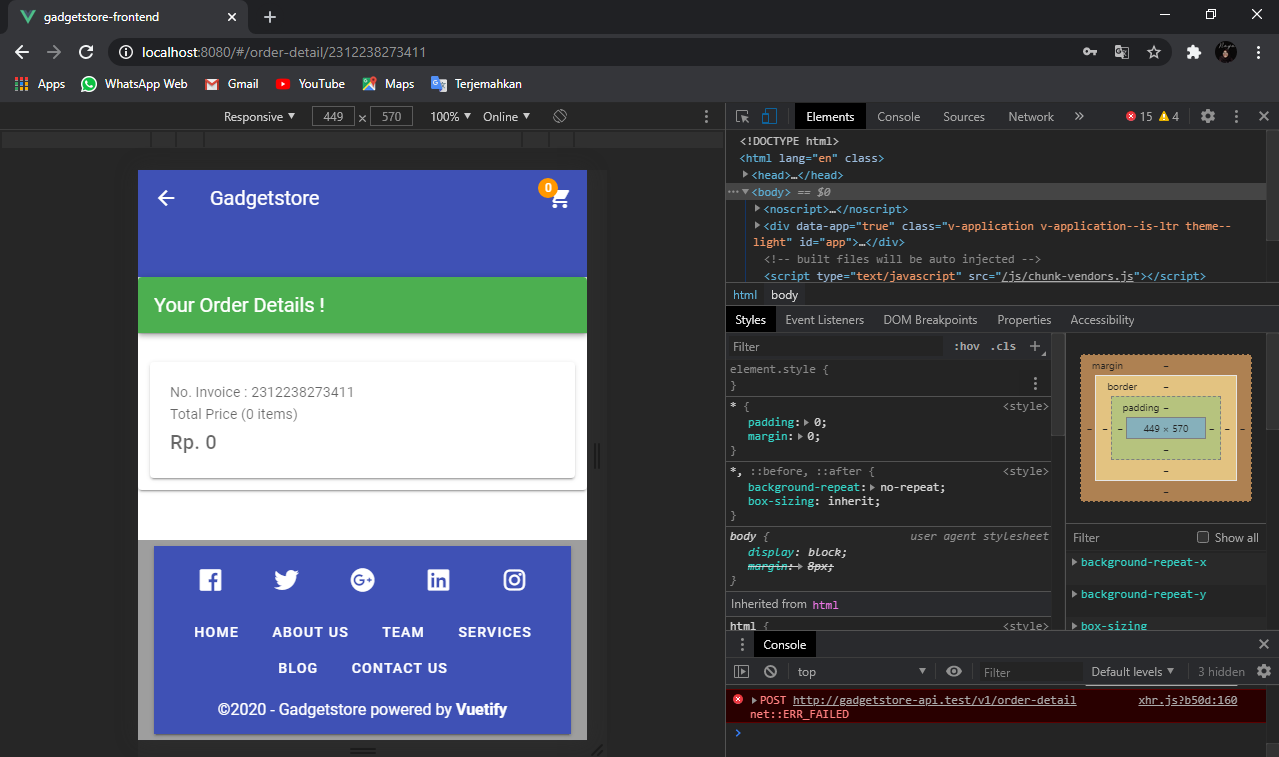 gadgetstore-frontend
localhost:8080/#/order-detail/2312238273411
Apps WhatsApp Web Gmail YouTube Maps Terjemahkan
Responsive 449 x 570 100% Online
Elements Console Sources Network » 15 4
<!DOCTYPE html>
<html lang="en" class>
<head>…</head>
<body> == $0
<noscript>…</noscript>
<div data-app="true" class="v-application v-application--is-ltr theme--
light" id="app">…</div>
<!-- built files will be auto injected -->
<script type="text/javascript" src="/js/chunk-vendors.js"></script>
html body
Gadgetstore
0
Your Order Details !
No. Invoice : 2312238273411
Total Price (0 items)
Rp. 0
HOME ABOUT US TEAM SERVICES
BLOG CONTACT US
©2020 - Gadgetstore powered by Vuetify
Styles Event Listeners DOM Breakpoints Properties Accessibility
Filter :hov .cls +
element.style {
}
* { <style>
padding: 0;
margin: 0;
}
*, ::before, ::after { <style>
background-repeat: no-repeat;
box-sizing: inherit;
}
body { user agent stylesheet
display: block;
margin: 8px;
}
Inherited from html
html { <style>
margin –
border –
padding –
– – – 449 × 570 – – –
–
–
–
Filter Show all
background-repeat-x
background-repeat-y
box-sizing
Console
top Filter Default levels 3 hidden
POST http://gadgetstore-api.test/v1/order-detail xhr.js?b50d:160
net::ERR_FAILED